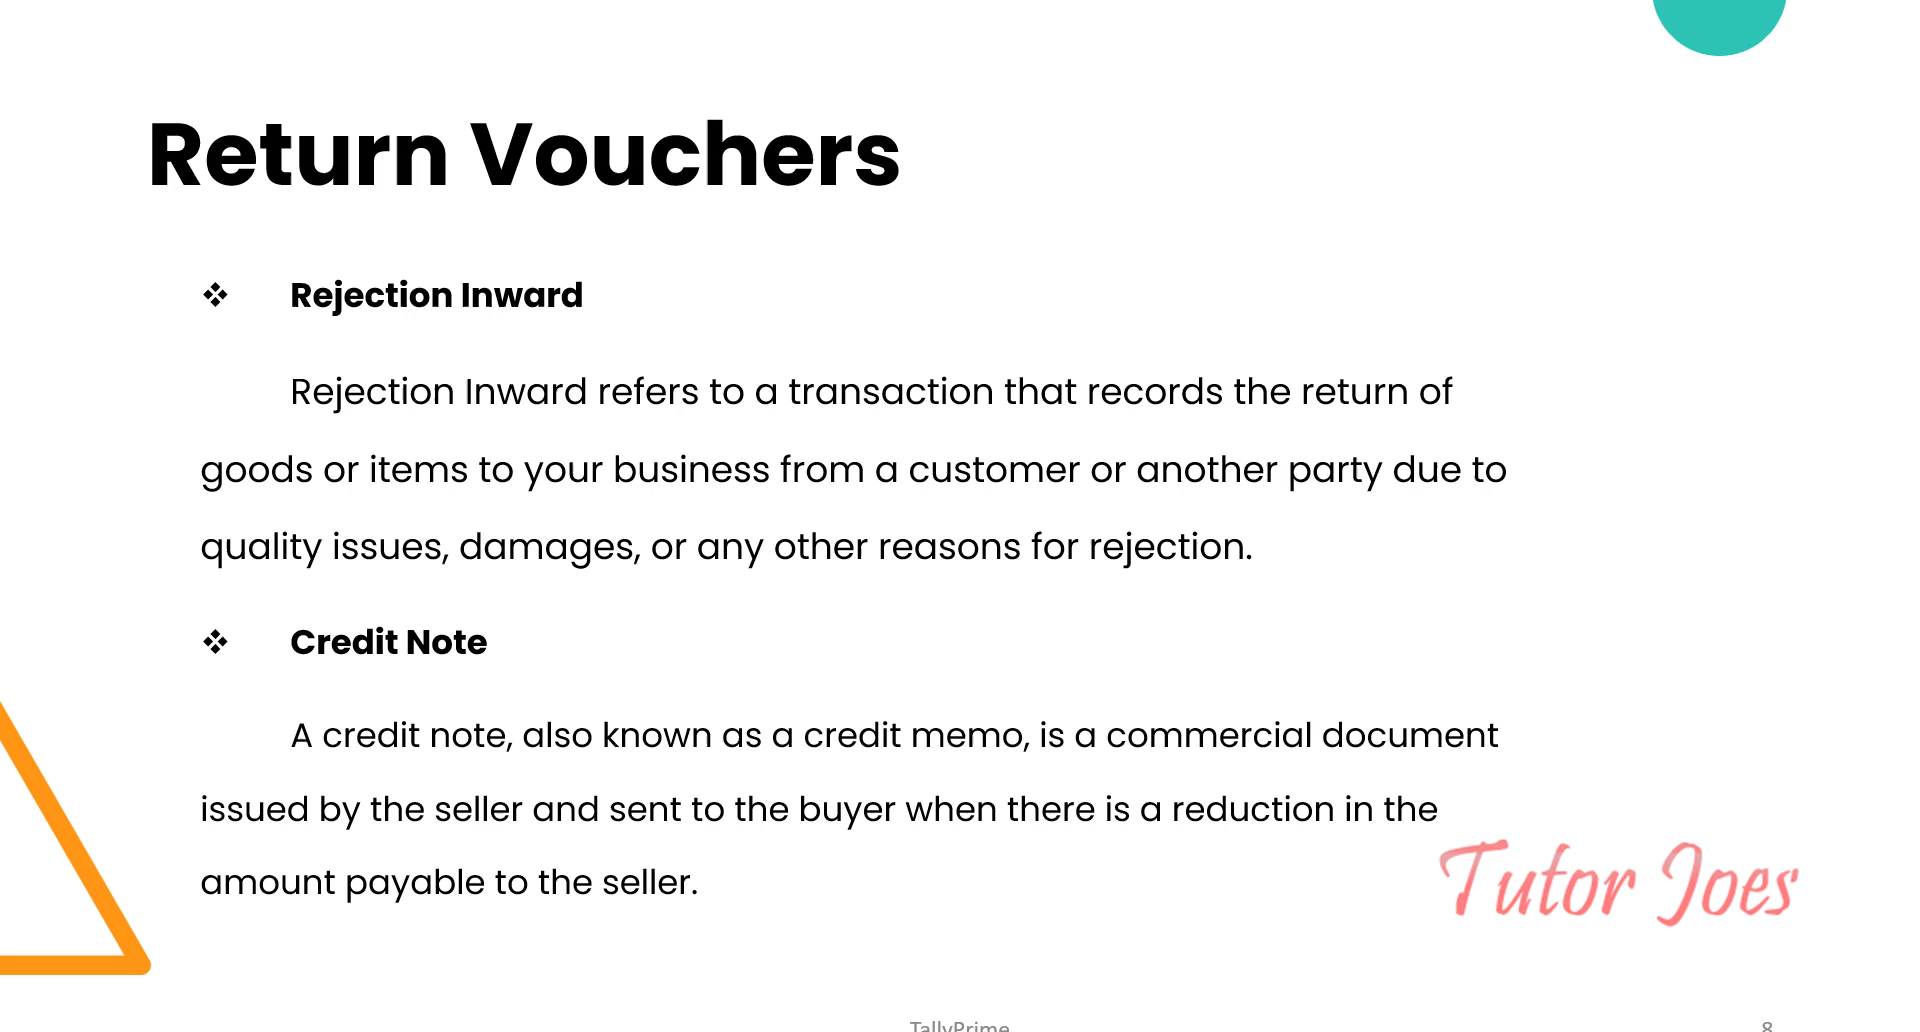 Return Vouchers
❖ Rejection Inward
Rejection Inward refers to a transaction that records the return of
goods or items to your business from a customer or another party due to
quality issues, damages, or any other reasons for rejection.
❖ Credit Note
A credit note, also known as a credit memo, is a commercial document
issued by the seller and sent to the buyer when there is a reduction in the
amount payable to the seller.
Tutor Joes
TallyPrime 8